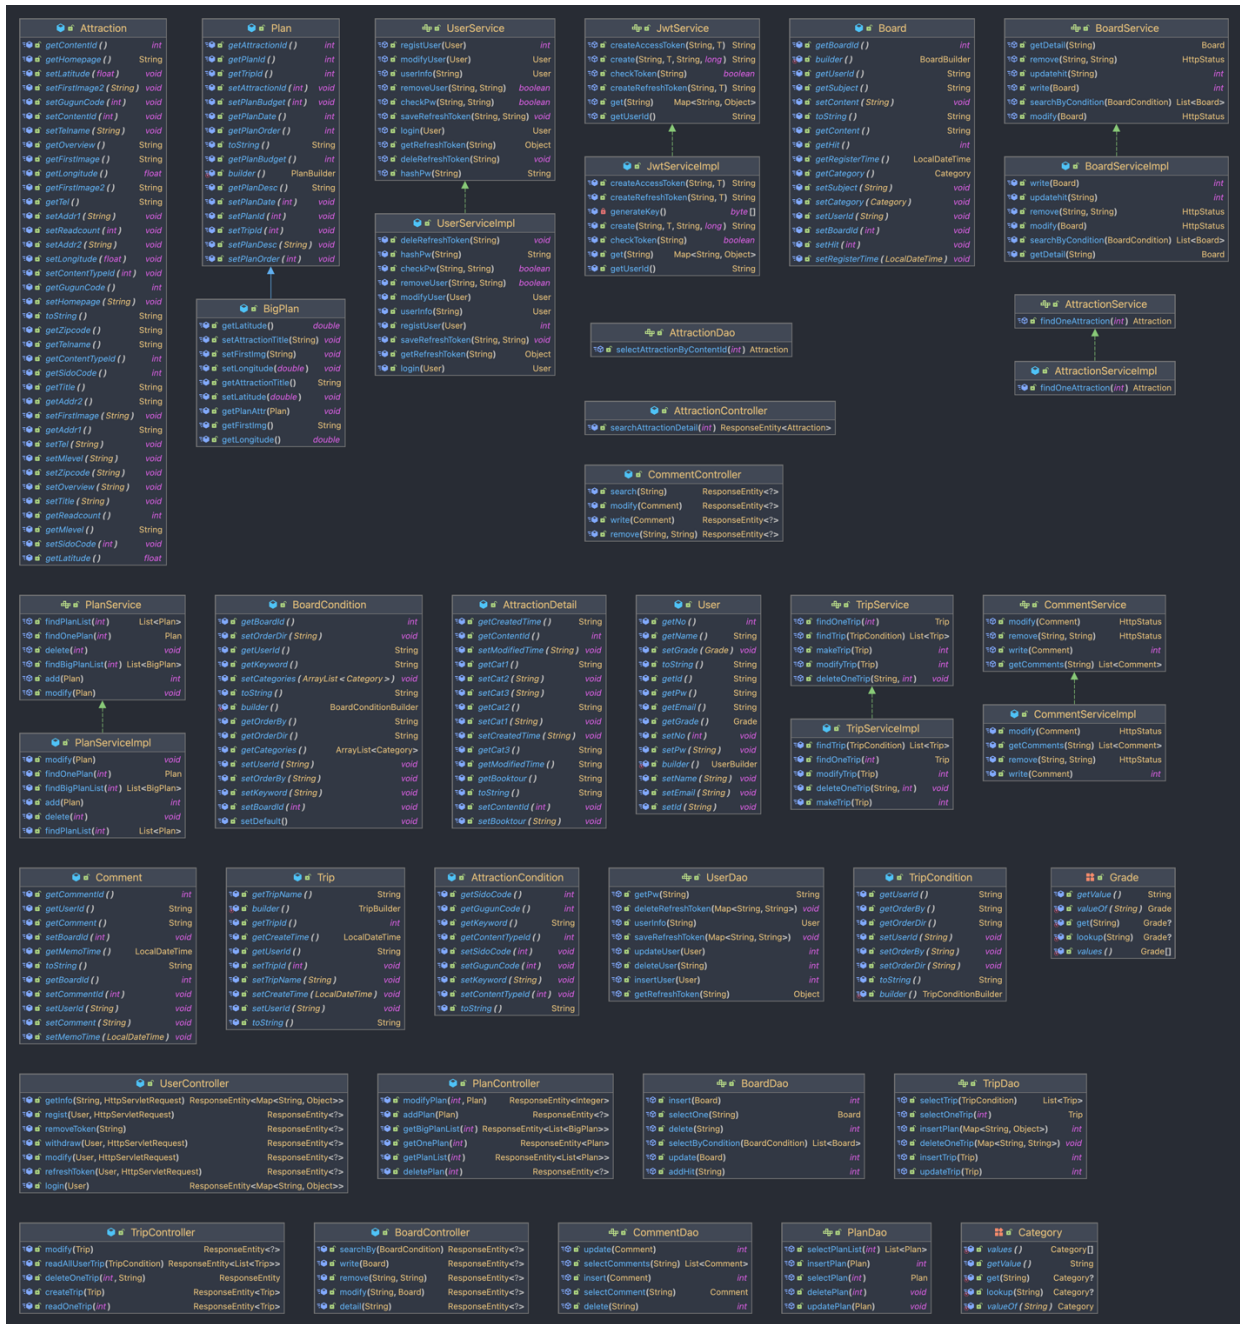 Attraction
getContentId ( ) int
getHomepage ( ) String
setLatitude ( float ) void
setFirstImage2 ( String ) void
setGugunCode ( int ) void
setContentId ( int ) void
setTelname ( String ) void
getOverview ( ) String
getFirstImage ( ) String
getLongitude ( ) float
getFirstImage2 ( ) String
getTel ( ) String
setAddr1 ( String ) void
setReadcount ( int ) void
setAddr2 ( String ) void
setLongitude ( float ) void
setContentTypeId ( int ) void
getGugunCode ( ) int
setHomepage ( String ) void
toString ( ) String
getZipcode ( ) String
getTelname ( ) String
getContentTypeId ( ) int
getSidoCode ( ) int
getTitle ( ) String
getAddr2 ( ) String
setFirstImage ( String ) void
getAddr1 ( ) String
setTel ( String ) void
setMlevel ( String ) void
setZipcode ( String ) void
setOverview ( String ) void
setTitle ( String ) void
getReadcount ( ) int
getMlevel ( ) String
setSidoCode ( int ) void
getLatitude ( ) float
Plan
getAttractionId ( ) int
getPlanId ( ) int
getTripId ( ) int
setAttractionId ( int ) void
setPlanBudget ( int ) void
getPlanDate ( ) int
getPlanOrder ( ) int
toString ( ) String
getPlanBudget ( ) int
builder ( ) PlanBuilder
getPlanDesc ( ) String
setPlanDate ( int ) void
setPlanId ( int ) void
setTripId ( int ) void
setPlanDesc ( String ) void
setPlanOrder ( int ) void
BigPlan
getLatitude() double
setAttractionTitle(String) void
setFirstImg(String) void
setLongitude(double) void
getAttractionTitle() String
setLatitude(double) void
getPlanAttr(Plan) void
getFirstImg() String
getLongitude() double
UserService
registUser(User) int
modifyUser(User) User
userInfo(String) User
removeUser(String, String) boolean
checkPw(String, String) boolean
saveRefreshToken(String, String) void
login(User) User
getRefreshToken(String) Object
deleRefreshToken(String) void
hashPw(String) String
UserServiceImpl
deleRefreshToken(String) void
hashPw(String) String
checkPw(String, String) boolean
removeUser(String, String) boolean
modifyUser(User) User
userInfo(String) User
registUser(User) int
saveRefreshToken(String, String) void
getRefreshToken(String) Object
login(User) User
JwtService
createAccessToken(String, T) String
create(String, T, String, long) String
checkToken(String) boolean
createRefreshToken(String, T) String
get(String) Map<String, Object>
getUserId() String
JwtServiceImpl
createAccessToken(String, T) String
createRefreshToken(String, T) String
generateKey() byte[]
create(String, T, String, long) String
checkToken(String) boolean
get(String) Map<String, Object>
getUserId() String
AttractionDao
selectAttractionByContentId(int) Attraction
AttractionController
searchAttractionDetail(int) ResponseEntity<Attraction>
CommentController
search(String) ResponseEntity<?>
modify(Comment) ResponseEntity<?>
write(Comment) ResponseEntity<?>
remove(String, String) ResponseEntity<?>
Board
getBoardId ( ) int
builder ( ) BoardBuilder
getUserId ( ) String
getSubject ( ) String
setContent ( String ) void
toString ( ) String
getContent ( ) String
getHit ( ) int
getRegisterTime ( ) LocalDateTime
getCategory ( ) Category
setSubject ( String ) void
setCategory ( Category ) void
setUserId ( String ) void
setBoardId ( int ) void
setHit ( int ) void
setRegisterTime ( LocalDateTime ) void
BoardService
getDetail(String) Board
remove(String, String) HttpStatus
updatehit(String) int
write(Board) int
searchByCondition(BoardCondition) List<Board>
modify(Board) HttpStatus
BoardServiceImpl
write(Board) int
updatehit(String) int
remove(String, String) HttpStatus
modify(Board) HttpStatus
searchByCondition(BoardCondition) List<Board>
getDetail(String) Board
AttractionService
findOneAttraction(int) Attraction
AttractionServiceImpl
findOneAttraction(int) Attraction
PlanService
findPlanList(int) List<Plan>
findOnePlan(int) Plan
delete(int) void
findBigPlanList(int) List<BigPlan>
add(Plan) int
modify(Plan) void
PlanServiceImpl
modify(Plan) void
findOnePlan(int) Plan
findBigPlanList(int) List<BigPlan>
add(Plan) int
delete(int) void
findPlanList(int) List<Plan>
BoardCondition
getBoardId ( ) int
setOrderDir ( String ) void
getUserId ( ) String
getKeyword ( ) String
setCategories ( ArrayList < Category > ) void
toString ( ) String
builder ( ) BoardConditionBuilder
getOrderBy ( ) String
getOrderDir ( ) String
getCategories ( ) ArrayList<Category>
setUserId ( String ) void
setOrderBy ( String ) void
setKeyword ( String ) void
setBoardId ( int ) void
setDefault() void
AttractionDetail
getCreatedTime ( ) String
getContentId ( ) int
setModifiedTime ( String ) void
getCat1 ( ) String
setCat2 ( String ) void
setCat3 ( String ) void
getCat2 ( ) String
setCat1 ( String ) void
setCreatedTime ( String ) void
getCat3 ( ) String
getModifiedTime ( ) String
getBooktour ( ) String
toString ( ) String
setContentId ( int ) void
setBooktour ( String ) void
User
getNo ( ) int
getName ( ) String
setGrade ( Grade ) void
toString ( ) String
getId ( ) String
getPw ( ) String
getEmail ( ) String
getGrade ( ) Grade
setNo ( int ) void
setPw ( String ) void
builder ( ) UserBuilder
setName ( String ) void
setEmail ( String ) void
setId ( String ) void
TripService
findOneTrip(int) Trip
findTrip(TripCondition) List<Trip>
makeTrip(Trip) int
modifyTrip(Trip) int
deleteOneTrip(String, int) void
TripServiceImpl
findTrip(TripCondition) List<Trip>
findOneTrip(int) Trip
modifyTrip(Trip) int
deleteOneTrip(String, int) void
makeTrip(Trip) int
CommentService
modify(Comment) HttpStatus
remove(String, String) HttpStatus
write(Comment) int
getComments(String) List<Comment>
CommentServiceImpl
modify(Comment) HttpStatus
getComments(String) List<Comment>
remove(String, String) HttpStatus
write(Comment) int
Comment
getCommentId ( ) int
getUserId ( ) String
getComment ( ) String
setBoardId ( int ) void
getMemoTime ( ) LocalDateTime
toString ( ) String
getBoardId ( ) int
setCommentId ( int ) void
setUserId ( String ) void
setComment ( String ) void
setMemoTime ( LocalDateTime ) void
Trip
getTripName ( ) String
builder ( ) TripBuilder
getTripId ( ) int
getCreateTime ( ) LocalDateTime
getUserId ( ) String
setTripId ( int ) void
setTripName ( String ) void
setCreateTime ( LocalDateTime ) void
setUserId ( String ) void
toString ( ) String
AttractionCondition
getSidoCode ( ) int
getGugunCode ( ) int
getKeyword ( ) String
getContentTypeId ( ) int
setSidoCode ( int ) void
setGugunCode ( int ) void
setKeyword ( String ) void
setContentTypeId ( int ) void
toString ( ) String
UserDao
getPw(String) String
deleteRefreshToken(Map<String, String>) void
userInfo(String) User
saveRefreshToken(Map<String, String>) void
updateUser(User) int
deleteUser(String) int
insertUser(User) int
getRefreshToken(String) Object
TripCondition
getUserId ( ) String
getOrderBy ( ) String
getOrderDir ( ) String
setUserId ( String ) void
setOrderBy ( String ) void
setOrderDir ( String ) void
toString ( ) String
builder ( ) TripConditionBuilder
Grade
getValue ( ) String
valueOf ( String ) Grade
get(String) Grade?
lookup(String) Grade?
values ( ) Grade[]
UserController
getInfo(String, HttpServletRequest) ResponseEntity<Map<String, Object>>
regist(User, HttpServletRequest) ResponseEntity<?>
removeToken(String) ResponseEntity<?>
withdraw(User, HttpServletRequest) ResponseEntity<?>
modify(User, HttpServletRequest) ResponseEntity<?>
refreshToken(User, HttpServletRequest) ResponseEntity<?>
login(User) ResponseEntity<Map<String, Object>>
PlanController
modifyPlan(int, Plan) ResponseEntity<Integer>
addPlan(Plan) ResponseEntity<?>
getBigPlanList(int) ResponseEntity<List<BigPlan>>
getOnePlan(int) ResponseEntity<Plan>
getPlanList(int) ResponseEntity<List<Plan>>
deletePlan(int) ResponseEntity<?>
BoardDao
insert(Board) int
selectOne(String) Board
delete(String) int
selectByCondition(BoardCondition) List<Board>
update(Board) int
addHit(String) int
TripDao
selectTrip(TripCondition) List<Trip>
selectOneTrip(int) Trip
insertPlan(Map<String, Object>) int
deleteOneTrip(Map<String, String>) void
insertTrip(Trip) int
updateTrip(Trip) int
TripController
modify(Trip) ResponseEntity<?>
readAllUserTrip(TripCondition) ResponseEntity<List<Trip>>
deleteOneTrip(int, String) ResponseEntity
createTrip(Trip) ResponseEntity<Trip>
readOneTrip(int) ResponseEntity<Trip>
BoardController
searchBy(BoardCondition) ResponseEntity<?>
write(Board) ResponseEntity<?>
remove(String, String) ResponseEntity<?>
modify(String, Board) ResponseEntity<?>
detail(String) ResponseEntity<?>
CommentDao
update(Comment) int
selectComments(String) List<Comment>
insert(Comment) int
selectComment(String) Comment
delete(String) int
PlanDao
selectPlanList(int) List<Plan>
insertPlan(Plan) int
selectPlan(int) Plan
deletePlan(int) void
updatePlan(Plan) void
Category
values ( ) Category[]
getValue ( ) String
get(String) Category?
lookup(String) Category?
valueOf ( String ) Category